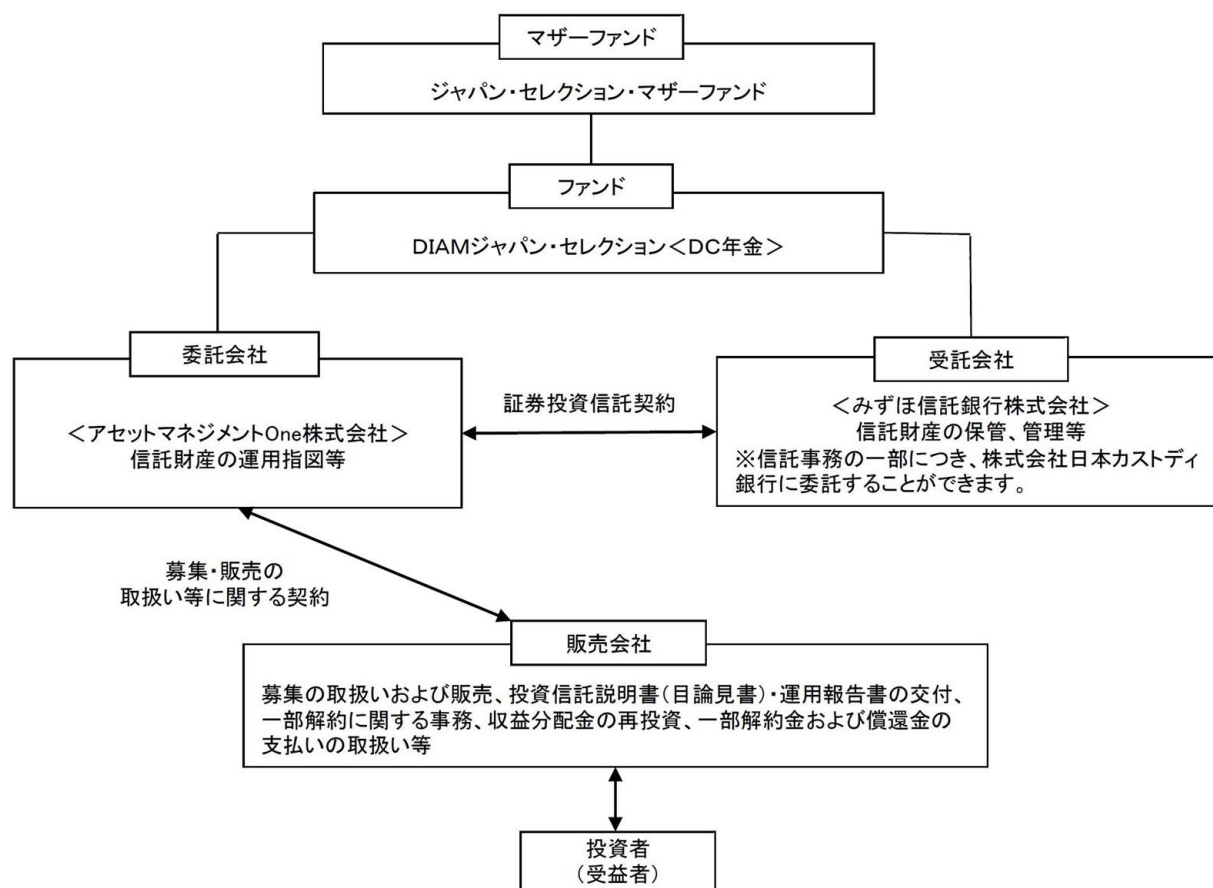 マザーファンド
ジャパン・セレクション・マザーファンド
ファンド
DIAMジャパン・セレクション＜DC年金＞
委託会社
＜アセットマネジメントOne株式会社＞
信託財産の運用指図等
証券投資信託契約
受託会社
＜みずほ信託銀行株式会社＞
信託財産の保管、管理等
※信託事務の一部につき、株式会社日本カストディ
銀行に委託することができます。
募集・販売の
取扱い等に関する契約
販売会社
募集の取扱いおよび販売、投資信託説明書（目論見書）・運用報告書の交付、
一部解約に関する事務、収益分配金の再投資、一部解約金および償還金の
支払いの取扱い等
投資者
（受益者）